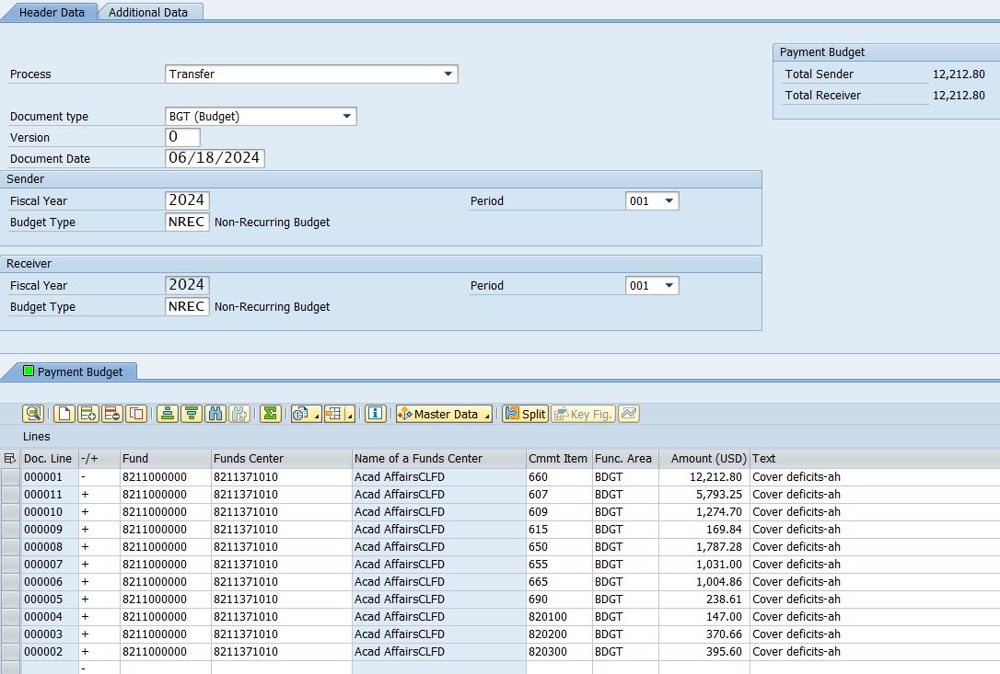 Header Data Additional Data
Payment Budget
Process Transfer Total Sender 12,212.80
Total Receiver 12,212.80
Document type BGT (Budget)
Version 0
Document Date 06/18/2024
Sender
Fiscal Year 2024 Period 001
Budget Type NREC Non-Recurring Budget
Receiver
Fiscal Year 2024 Period 001
Budget Type NREC Non-Recurring Budget
Payment Budget
Master Data Split Key Fig.
Lines
Doc. Line -/+ Fund Funds Center Name of a Funds Center Cmmt Item Func. Area Amount (USD) Text
000001 - 8211000000 8211371010 Acad AffairsCLFD 660 BDGT 12,212.80 Cover deficits-ah
000011 + 8211000000 8211371010 Acad AffairsCLFD 607 BDGT 5,793.25 Cover deficits-ah
000010 + 8211000000 8211371010 Acad AffairsCLFD 609 BDGT 1,274.70 Cover deficits-ah
000009 + 8211000000 8211371010 Acad AffairsCLFD 615 BDGT 169.84 Cover deficits-ah
000008 + 8211000000 8211371010 Acad AffairsCLFD 650 BDGT 1,787.28 Cover deficits-ah
000007 + 8211000000 8211371010 Acad AffairsCLFD 655 BDGT 1,031.00 Cover deficits-ah
000006 + 8211000000 8211371010 Acad AffairsCLFD 665 BDGT 1,004.86 Cover deficits-ah
000005 + 8211000000 8211371010 Acad AffairsCLFD 690 BDGT 238.61 Cover deficits-ah
000004 + 8211000000 8211371010 Acad AffairsCLFD 820100 BDGT 147.00 Cover deficits-ah
000003 + 8211000000 8211371010 Acad AffairsCLFD 820200 BDGT 370.66 Cover deficits-ah
000002 + 8211000000 8211371010 Acad AffairsCLFD 820300 BDGT 395.60 Cover deficits-ah
-